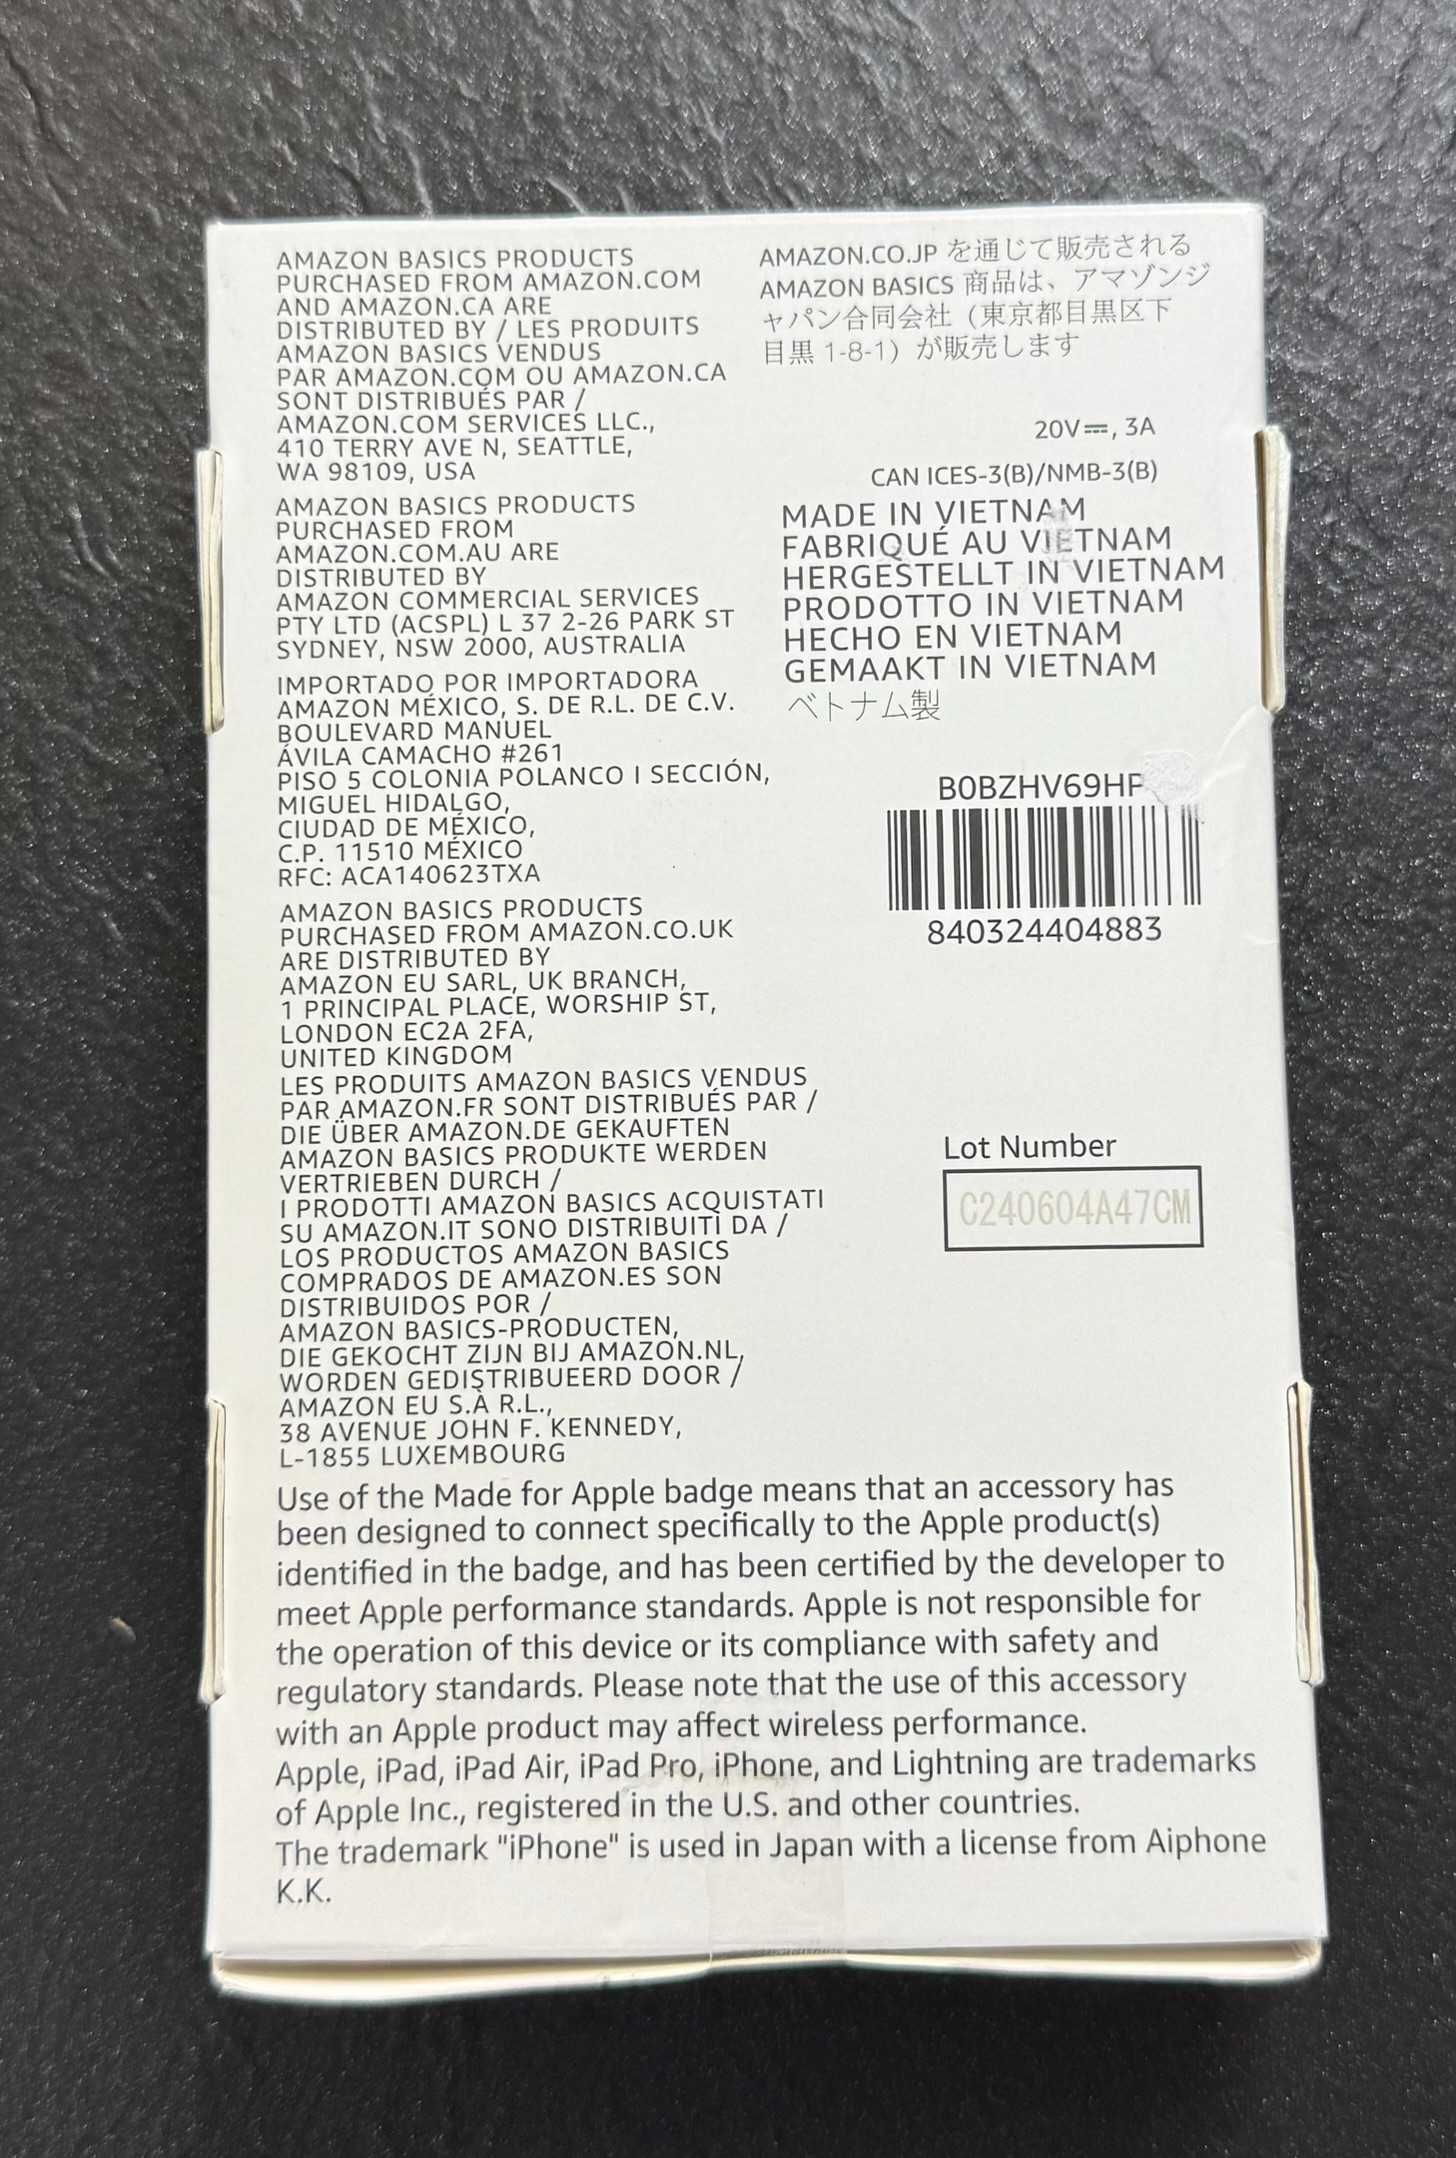 AMAZON BASICS PRODUCTS
PURCHASED FROM AMAZON.COM
AND AMAZON.CA ARE
DISTRIBUTED BY / LES PRODUITS
AMAZON BASICS VENDUS
PAR AMAZON.COM OU AMAZON.CA
SONT DISTRIBUÉS PAR /
AMAZON.COM SERVICES LLC.,
410 TERRY AVE N, SEATTLE,
WA 98109, USA
AMAZON BASICS PRODUCTS
PURCHASED FROM
AMAZON.COM.AU ARE
DISTRIBUTED BY
AMAZON COMMERCIAL SERVICES
PTY LTD (ACSPL) L 37 2-26 PARK ST
SYDNEY, NSW 2000, AUSTRALIA
IMPORTADO POR IMPORTADORA
AMAZON MÉXICO, S. DE R.L. DE C.V.
BOULEVARD MANUEL
ÁVILA CAMACHO #261
PISO 5 COLONIA POLANCO I SECCIÓN,
MIGUEL HIDALGO,
CIUDAD DE MÉXICO,
C.P. 11510 MÉXICO
RFC: ACA140623TXA
AMAZON BASICS PRODUCTS
PURCHASED FROM AMAZON.CO.UK
ARE DISTRIBUTED BY
AMAZON EU SARL, UK BRANCH,
1 PRINCIPAL PLACE, WORSHIP ST,
LONDON EC2A 2FA,
UNITED KINGDOM
LES PRODUITS AMAZON BASICS VENDUS
PAR AMAZON.FR SONT DISTRIBUÉS PAR /
DIE ÜBER AMAZON.DE GEKAUFTEN
AMAZON BASICS PRODUKTE WERDEN
VERTRIEBEN DURCH /
I PRODOTTI AMAZON BASICS ACQUISTATI
SU AMAZON.IT SONO DISTRIBUITI DA /
LOS PRODUCTOS AMAZON BASICS
COMPRADOS DE AMAZON.ES SON
DISTRIBUIDOS POR /
AMAZON BASICS-PRODUCTEN,
DIE GEKOCHT ZIJN BIJ AMAZON.NL,
WORDEN GEDISTRIBUEERD DOOR /
AMAZON EU S.À R.L.,
38 AVENUE JOHN F. KENNEDY,
L-1855 LUXEMBOURG
AMAZON.CO.JP を通じて販売される
AMAZON BASICS 商品は、アマゾンジ
ャパン合同会社（東京都目黒区下
目黒 1-8-1）が販売します
20V⎓, 3A
CAN ICES-3(B)/NMB-3(B)
MADE IN VIETNAM
FABRIQUÉ AU VIETNAM
HERGESTELLT IN VIETNAM
PRODOTTO IN VIETNAM
HECHO EN VIETNAM
GEMAAKT IN VIETNAM
ベトナム製
840324404883
Lot Number
C240604A47CM
Use of the Made for Apple badge means that an accessory has
been designed to connect specifically to the Apple product(s)
identified in the badge, and has been certified by the developer to
meet Apple performance standards. Apple is not responsible for
the operation of this device or its compliance with safety and
regulatory standards. Please note that the use of this accessory
with an Apple product may affect wireless performance.
Apple, iPad, iPad Air, iPad Pro, iPhone, and Lightning are trademarks
of Apple Inc., registered in the U.S. and other countries.
The trademark "iPhone" is used in Japan with a license from Aiphone
K.K.